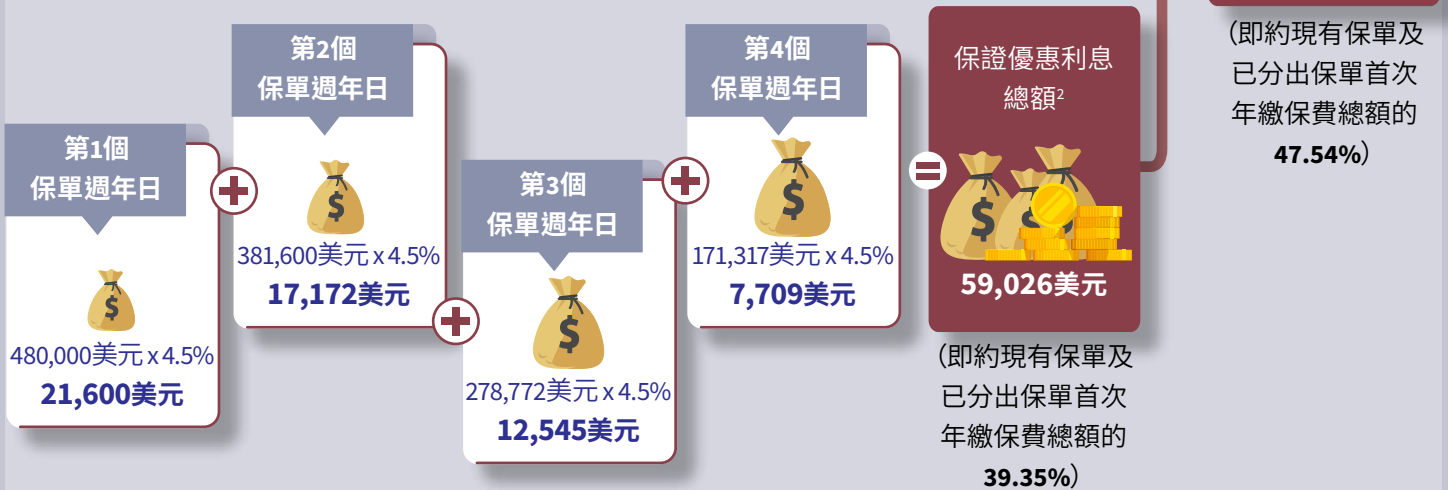 第1個
保單週年日
480,000美元 x 4.5%
21,600美元
第2個
保單週年日
381,600美元 x 4.5%
17,172美元
第3個
保單週年日
278,772美元 x 4.5%
12,545美元
第4個
保單週年日
171,317美元 x 4.5%
7,709美元
保證優惠利息
總額2
59,026美元
（即約現有保單及
已分出保單首次
年繳保費總額的
39.35%）
（即約現有保單及
已分出保單首次
年繳保費總額的
47.54%）